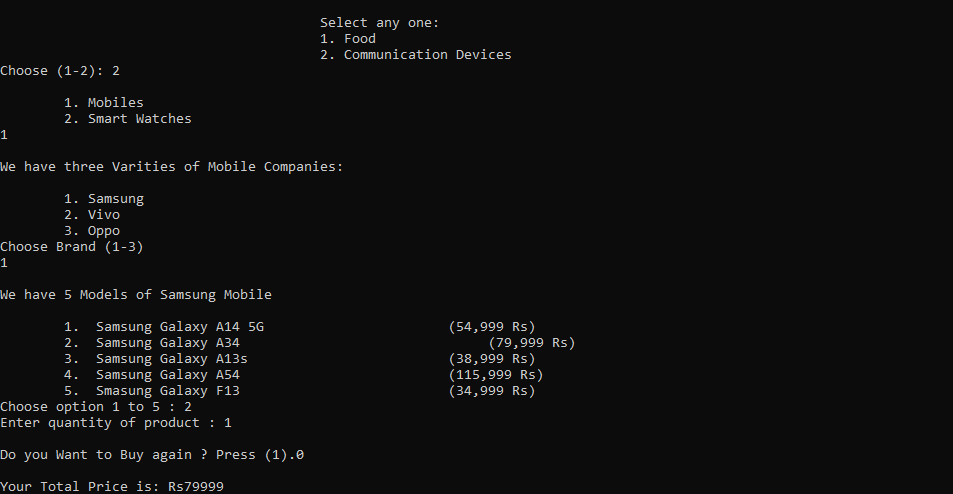 Select any one:
1. Food
2. Communication Devices
Choose (1-2): 2
1. Mobiles
2. Smart Watches
1
We have three Varities of Mobile Companies:
1. Samsung
2. Vivo
3. Oppo
Choose Brand (1-3)
1
We have 5 Models of Samsung Mobile
1.  Samsung Galaxy A14 5G (54,999 Rs)
2.  Samsung Galaxy A34 (79,999 Rs)
3.  Samsung Galaxy A13s (38,999 Rs)
4.  Samsung Galaxy A54 (115,999 Rs)
5.  Smasung Galaxy F13 (34,999 Rs)
Choose option 1 to 5 : 2
Enter quantity of product : 1
Do you Want to Buy again ? Press (1).0
Your Total Price is: Rs79999